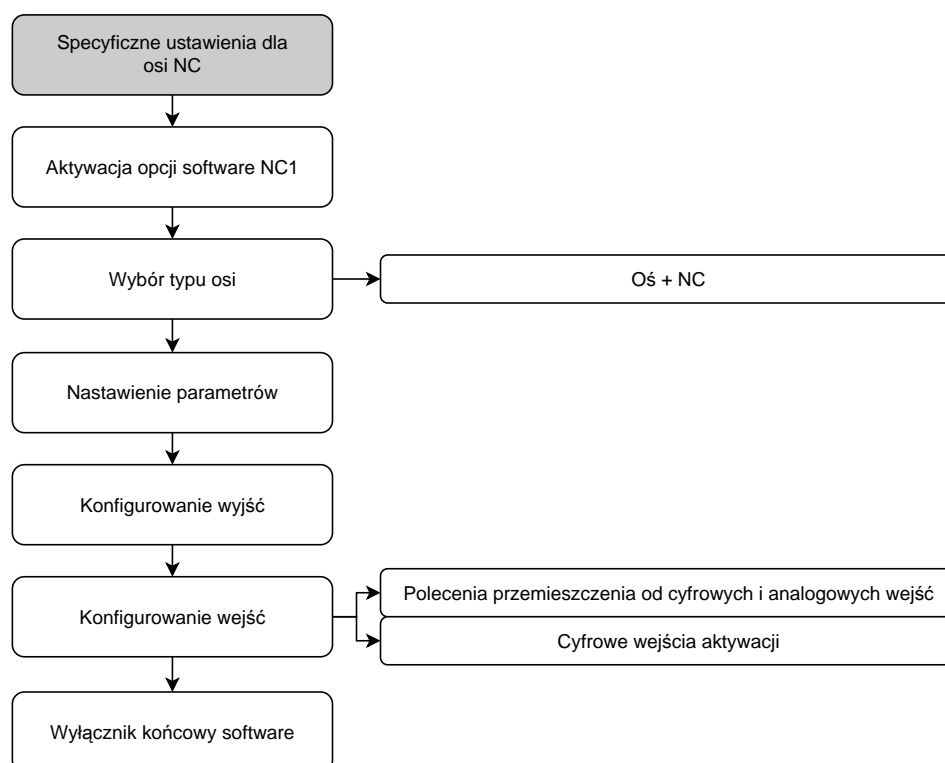 Specyficzne ustawienia dla
osi NC
Aktywacja opcji software NC1
Wybór typu osi
Oś + NC
Nastawienie parametrów
Konfigurowanie wyjść
Konfigurowanie wejść
Polecenia przemieszczenia od cyfrowych i analogowych wejść
Cyfrowe wejścia aktywacji
Wyłącznik końcowy software